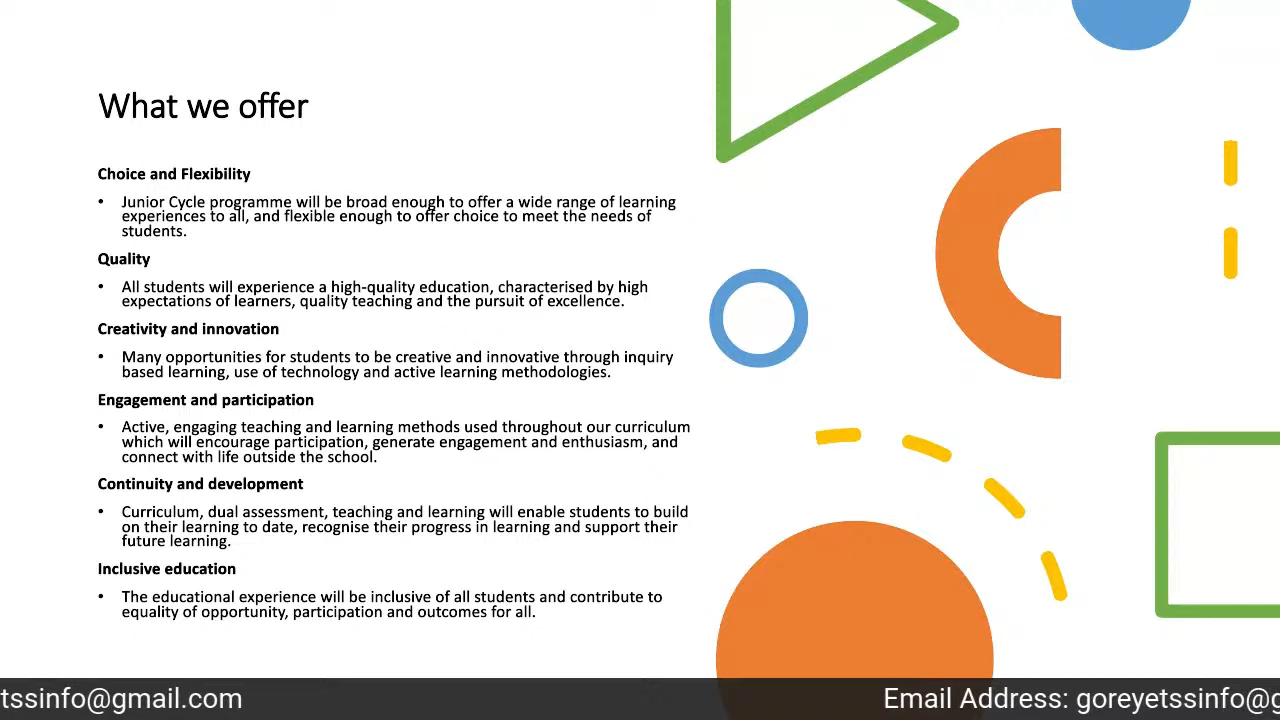 What we offer
Choice and Flexibility
• Junior Cycle programme will be broad enough to offer a wide range of learning
experiences to all, and flexible enough to offer choice to meet the needs of
students.
Quality
• All students will experience a high-quality education, characterised by high
expectations of learners, quality teaching and the pursuit of excellence.
Creativity and innovation
• Many opportunities for students to be creative and innovative through inquiry
based learning, use of technology and active learning methodologies.
Engagement and participation
• Active, engaging teaching and learning methods used throughout our curriculum
which will encourage participation, generate engagement and enthusiasm, and
connect with life outside the school.
Continuity and development
• Curriculum, dual assessment, teaching and learning will enable students to build
on their learning to date, recognise their progress in learning and support their
future learning.
Inclusive education
• The educational experience will be inclusive of all students and contribute to
equality of opportunity, participation and outcomes for all.
tssinfo@gmail.com Email Address: goreyetssinfo@g